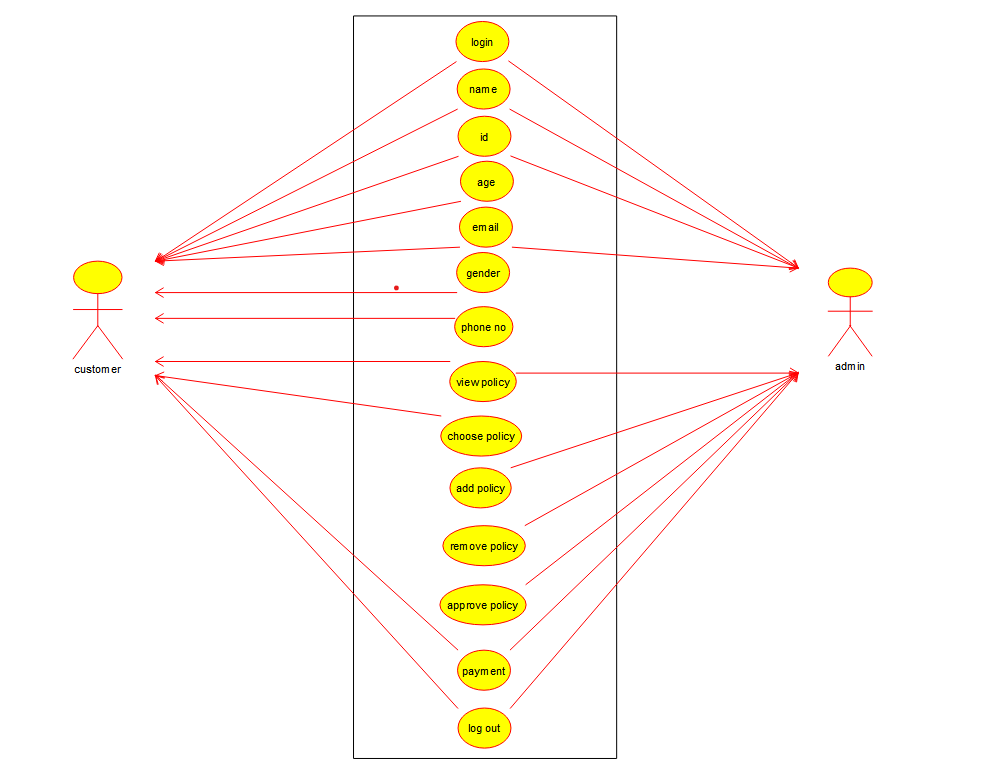 login
name
id
age
email
gender
phone no
view policy
choose policy
add policy
remove policy
approve policy
payment
log out
customer
admin